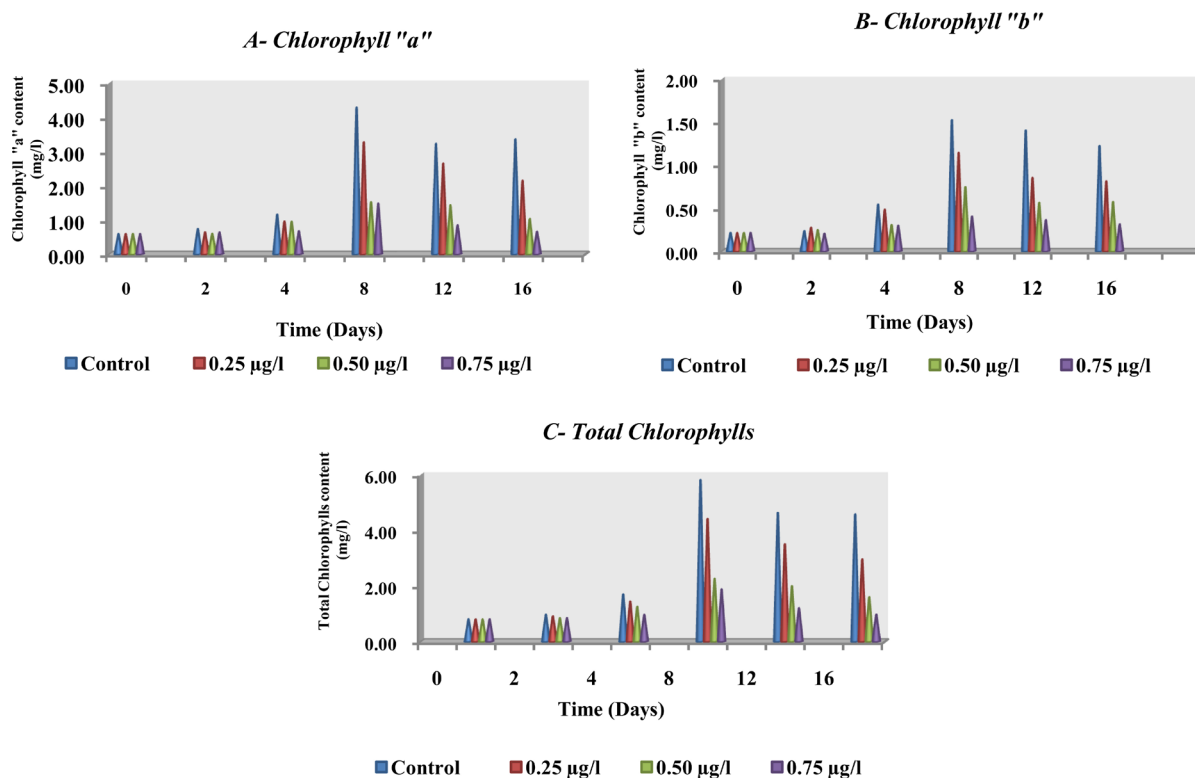 A- Chlorophyll "a"
Chlorophyll "a" content
(mg/l)
5.00
4.00
3.00
2.00
1.00
0.00
0 2 4 8 12 16
Time (Days)
Control 0.25 µg/l 0.50 µg/l 0.75 µg/l
B- Chlorophyll "b"
Chlorophyll "b" content
(mg/l)
2.00
1.50
1.00
0.50
0.00
0 2 4 8 12 16
Time (Days)
Control 0.25 µg/l 0.50 µg/l 0.75 µg/l
C- Total Chlorophylls
Total Chlorophylls content
(mg/l)
6.00
4.00
2.00
0.00
0 2 4 8 12 16
Time (Days)
Control 0.25 µg/l 0.50 µg/l 0.75 µg/l